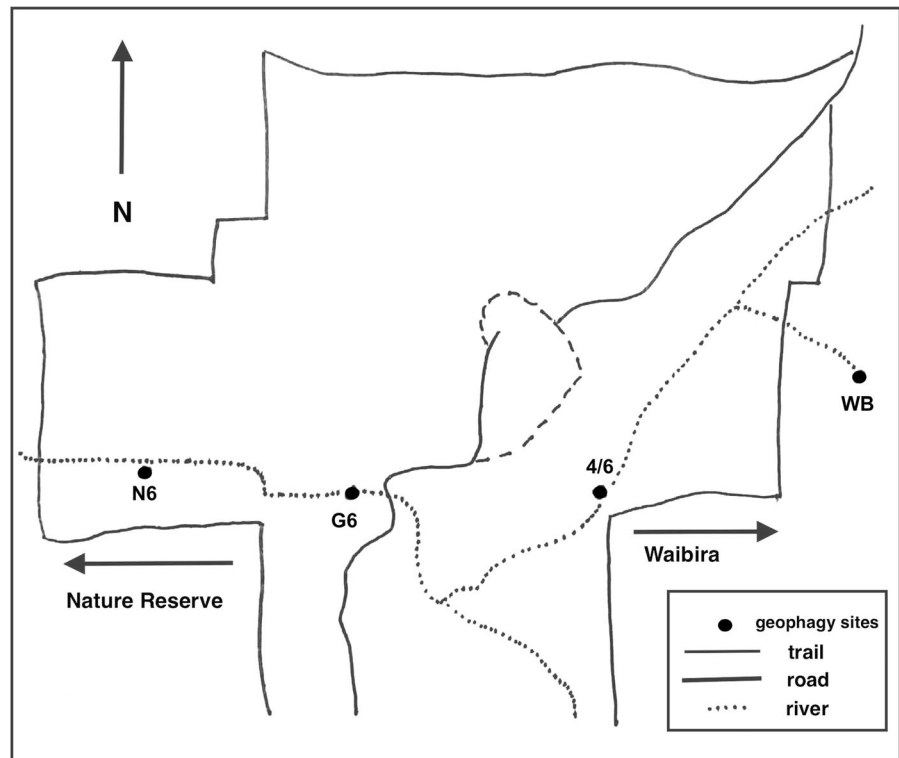 N
WB
4/6
N6
G6
Waibira
Nature Reserve
geophagy sites
trail
road
river